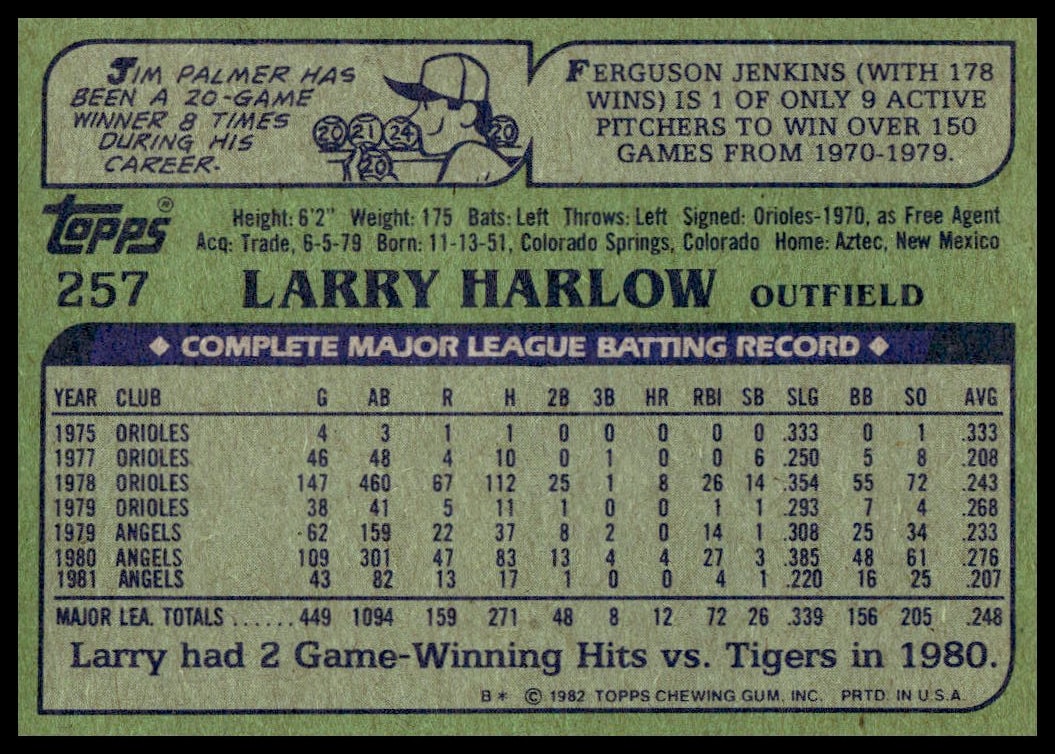 JIM PALMER HAS
BEEN A 20-GAME
WINNER 8 TIMES
DURING HIS
CAREER.
20 21 24 20
20
FERGUSON JENKINS (WITH 178
WINS) IS 1 OF ONLY 9 ACTIVE
PITCHERS TO WIN OVER 150
GAMES FROM 1970-1979.
Topps®
Height: 6'2" Weight: 175 Bats: Left Throws: Left Signed: Orioles-1970, as Free Agent
Acq: Trade, 6-5-79 Born: 11-13-51, Colorado Springs, Colorado Home: Aztec, New Mexico
257 LARRY HARLOW OUTFIELD
◆ COMPLETE MAJOR LEAGUE BATTING RECORD ◆
YEAR CLUB G AB R H 2B 3B HR RBI SB SLG BB SO AVG
1975 ORIOLES 4 3 1 1 0 0 0 0 0 .333 0 1 .333
1977 ORIOLES 46 48 4 10 0 1 0 0 6 .250 5 8 .208
1978 ORIOLES 147 460 67 112 25 1 8 26 14 .354 55 72 .243
1979 ORIOLES 38 41 5 11 1 0 0 1 1 .293 7 4 .268
1979 ANGELS 62 159 22 37 8 2 0 14 1 .308 25 34 .233
1980 ANGELS 109 301 47 83 13 4 4 27 3 .385 48 61 .276
1981 ANGELS 43 82 13 17 1 0 0 4 1 .220 16 25 .207
MAJOR LEA. TOTALS ......449 1094 159 271 48 8 12 72 26 .339 156 205 .248
Larry had 2 Game-Winning Hits vs. Tigers in 1980.
B* © 1982 TOPPS CHEWING GUM, INC. PRTD. IN U.S.A.